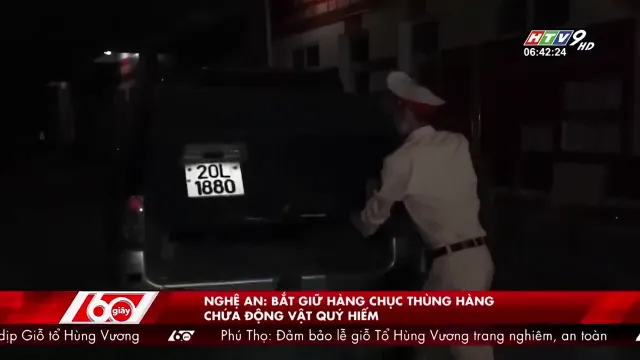 HTV9 HD
06:42:24
20L
1880
60 giây
NGHỆ AN: BẮT GIỮ HÀNG CHỤC THÙNG HÀNG
CHỨA ĐỘNG VẬT QUÝ HIẾM
dịp Giỗ tổ Hùng Vương 60 giây Phú Thọ: Đảm bảo lễ giỗ Tổ Hùng Vương trang nghiêm, an toàn